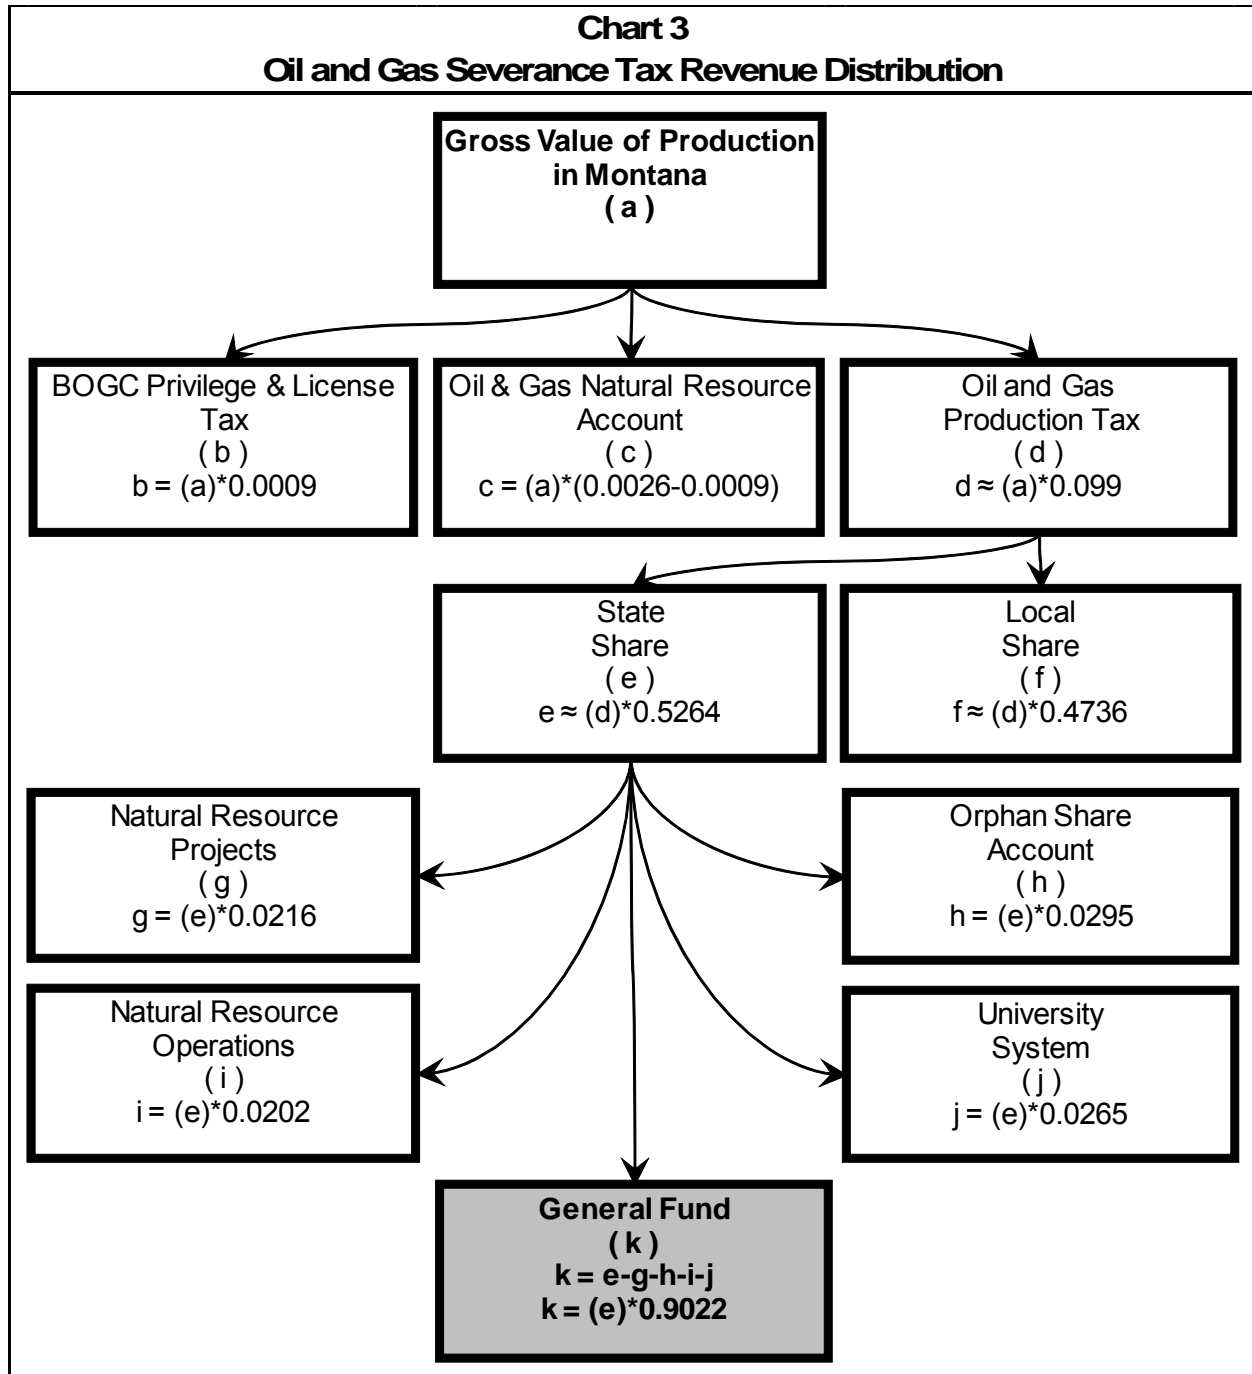 Chart 3
Oil and Gas Severance Tax Revenue Distribution
Gross Value of Production
in Montana
( a )
BOGC Privilege & License
Tax
( b )
b = (a)*0.0009
Oil & Gas Natural Resource
Account
( c )
c = (a)*(0.0026-0.0009)
Oil and Gas
Production Tax
( d )
d ≈ (a)*0.099
State
Share
( e )
e ≈ (d)*0.5264
Local
Share
( f )
f ≈ (d)*0.4736
Natural Resource
Projects
( g )
g = (e)*0.0216
Orphan Share
Account
( h )
h = (e)*0.0295
Natural Resource
Operations
( i )
i = (e)*0.0202
University
System
( j )
j = (e)*0.0265
General Fund
( k )
k = e-g-h-i-j
k = (e)*0.9022